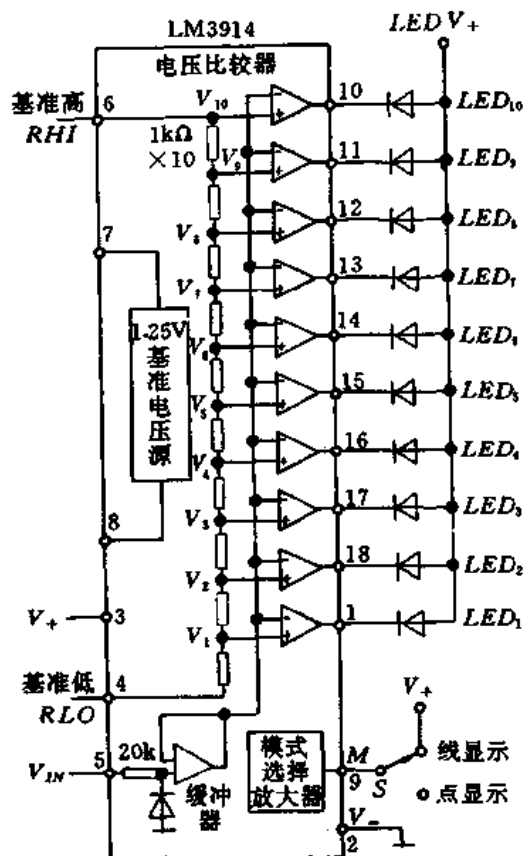 LM3914
LED V+
电压比较器
基准高
RHI
6
V10
1kΩ
×10
10
LED10
V9
11
LED9
12
LED8
V8
7
13
LED7
V7
1.25V
基准电压源
14
LED6
V6
15
LED5
V5
16
LED4
V4
17
LED3
V3
8
18
LED2
V2
V+
3
1
LED1
V1
基准低
RLO
4
VIN
5
20k
缓冲器
模式
选择
放大器
M
9
S
V+
线显示
点显示
V-
2